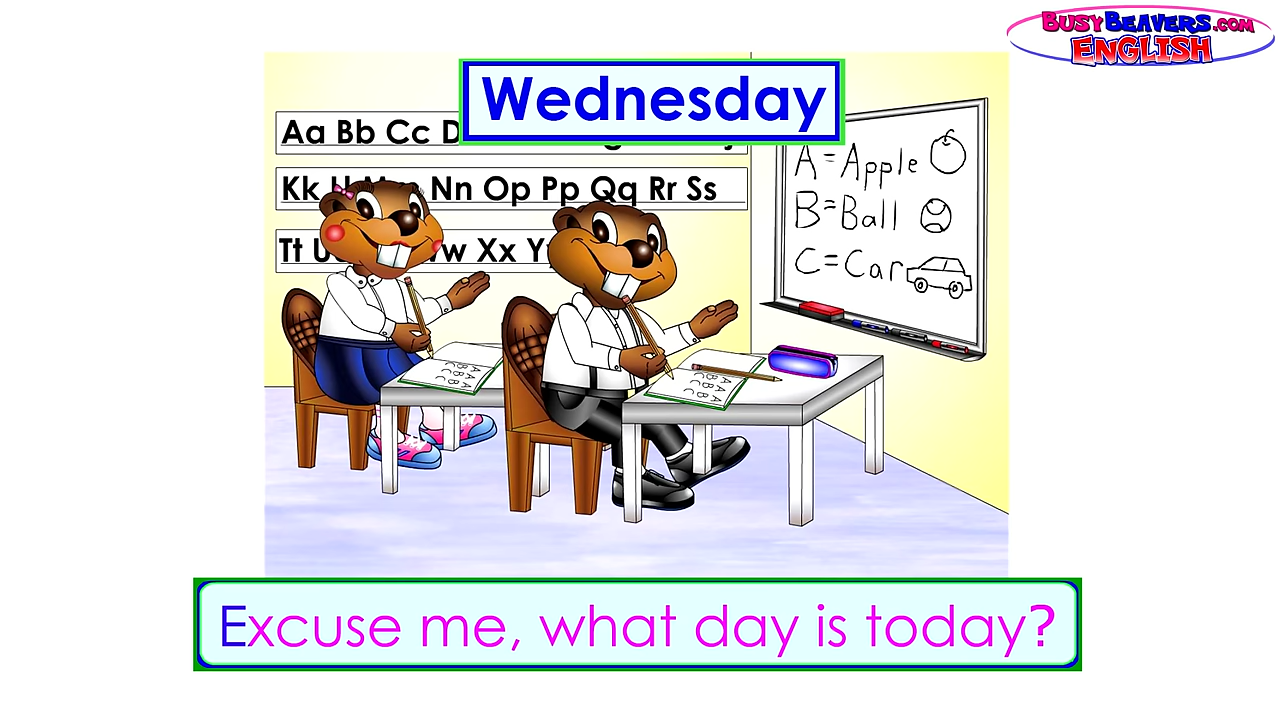 BUSYBEAVERS.COM
ENGLISH
Wednesday
Aa Bb Cc
Kk Nn Op Pp Qq Rr Ss
Tt Xx
A=Apple
B=Ball
C=Car
A A A
B B B
C C C
A A A
B B B
C C C
Excuse me, what day is today?